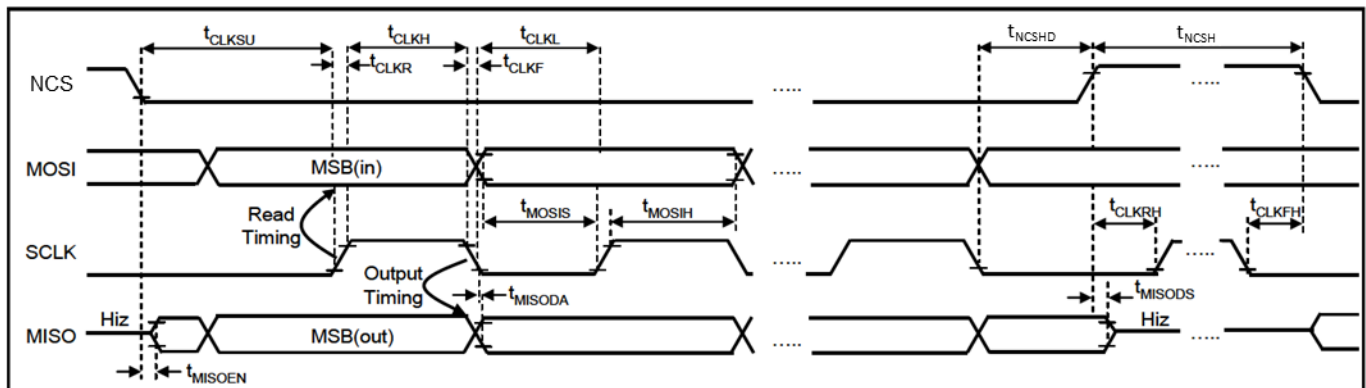 tCLKSU tCLKH tCLKL tNCSHD tNCSH
tCLKR tCLKF
NCS ..... .....
MOSI MSB(in) ..... .....
Read Timing tMOSIS tMOSIH tCLKRH tCLKFH
SCLK ..... .....
Output Timing tMISODA tMISODS
MISO Hiz MSB(out) ..... Hiz .....
tMISOEN